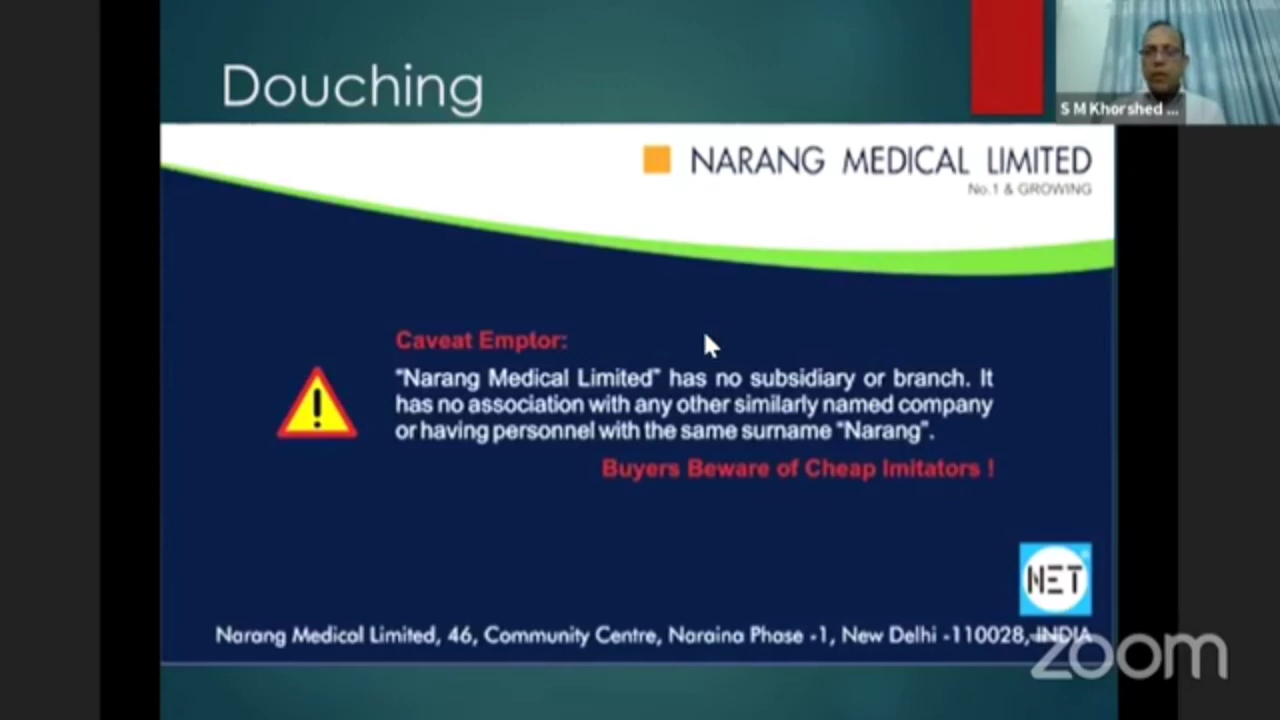 Douching
S M Khorshed ...
NARANG MEDICAL LIMITED
No.1 & GROWING
Caveat Emptor:
"Narang Medical Limited" has no subsidiary or branch. It
has no association with any other similarly named company
or having personnel with the same surname "Narang".
Buyers Beware of Cheap Imitators !
NET
Narang Medical Limited, 46, Community Centre, Naraina Phase -1, New Delhi -110028, INDIA
zoom